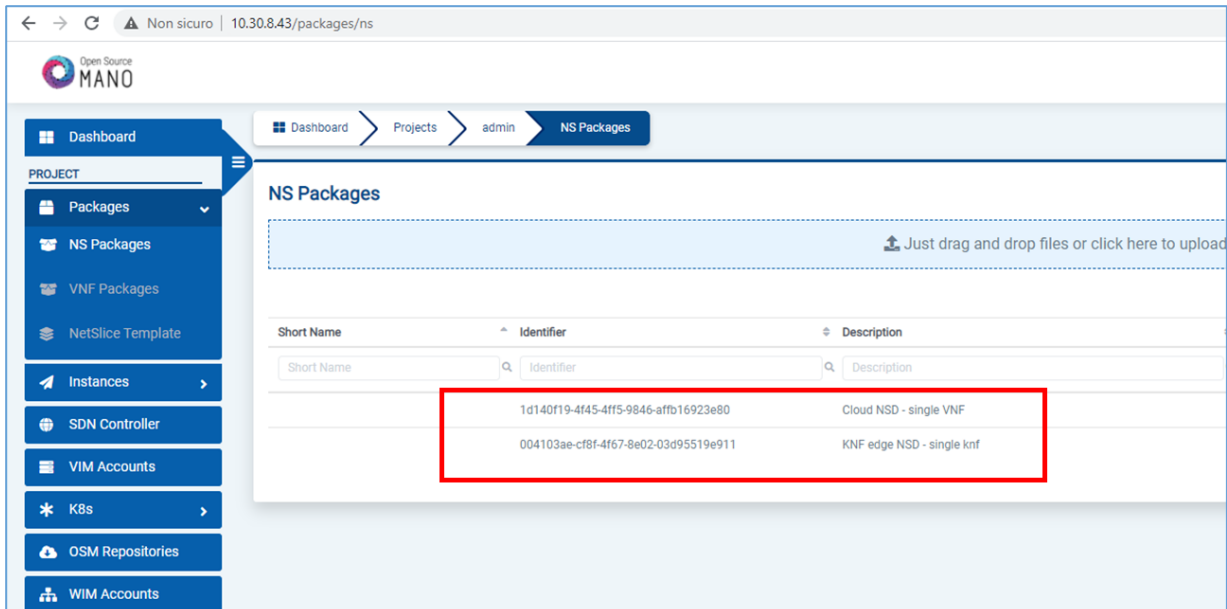 Non sicuro | 10.30.8.43/packages/ns
Open Source
MANO
Dashboard
PROJECT
Packages
NS Packages
VNF Packages
NetSlice Template
Instances
SDN Controller
VIM Accounts
K8s
OSM Repositories
WIM Accounts
Dashboard Projects admin NS Packages
NS Packages
Just drag and drop files or click here to upload
Short Name Identifier Description
Short Name Identifier Description
1d140f19-4f45-4ff5-9846-affb16923e80 Cloud NSD - single VNF
004103ae-cf8f-4f67-8e02-03d95519e911 KNF edge NSD - single knf